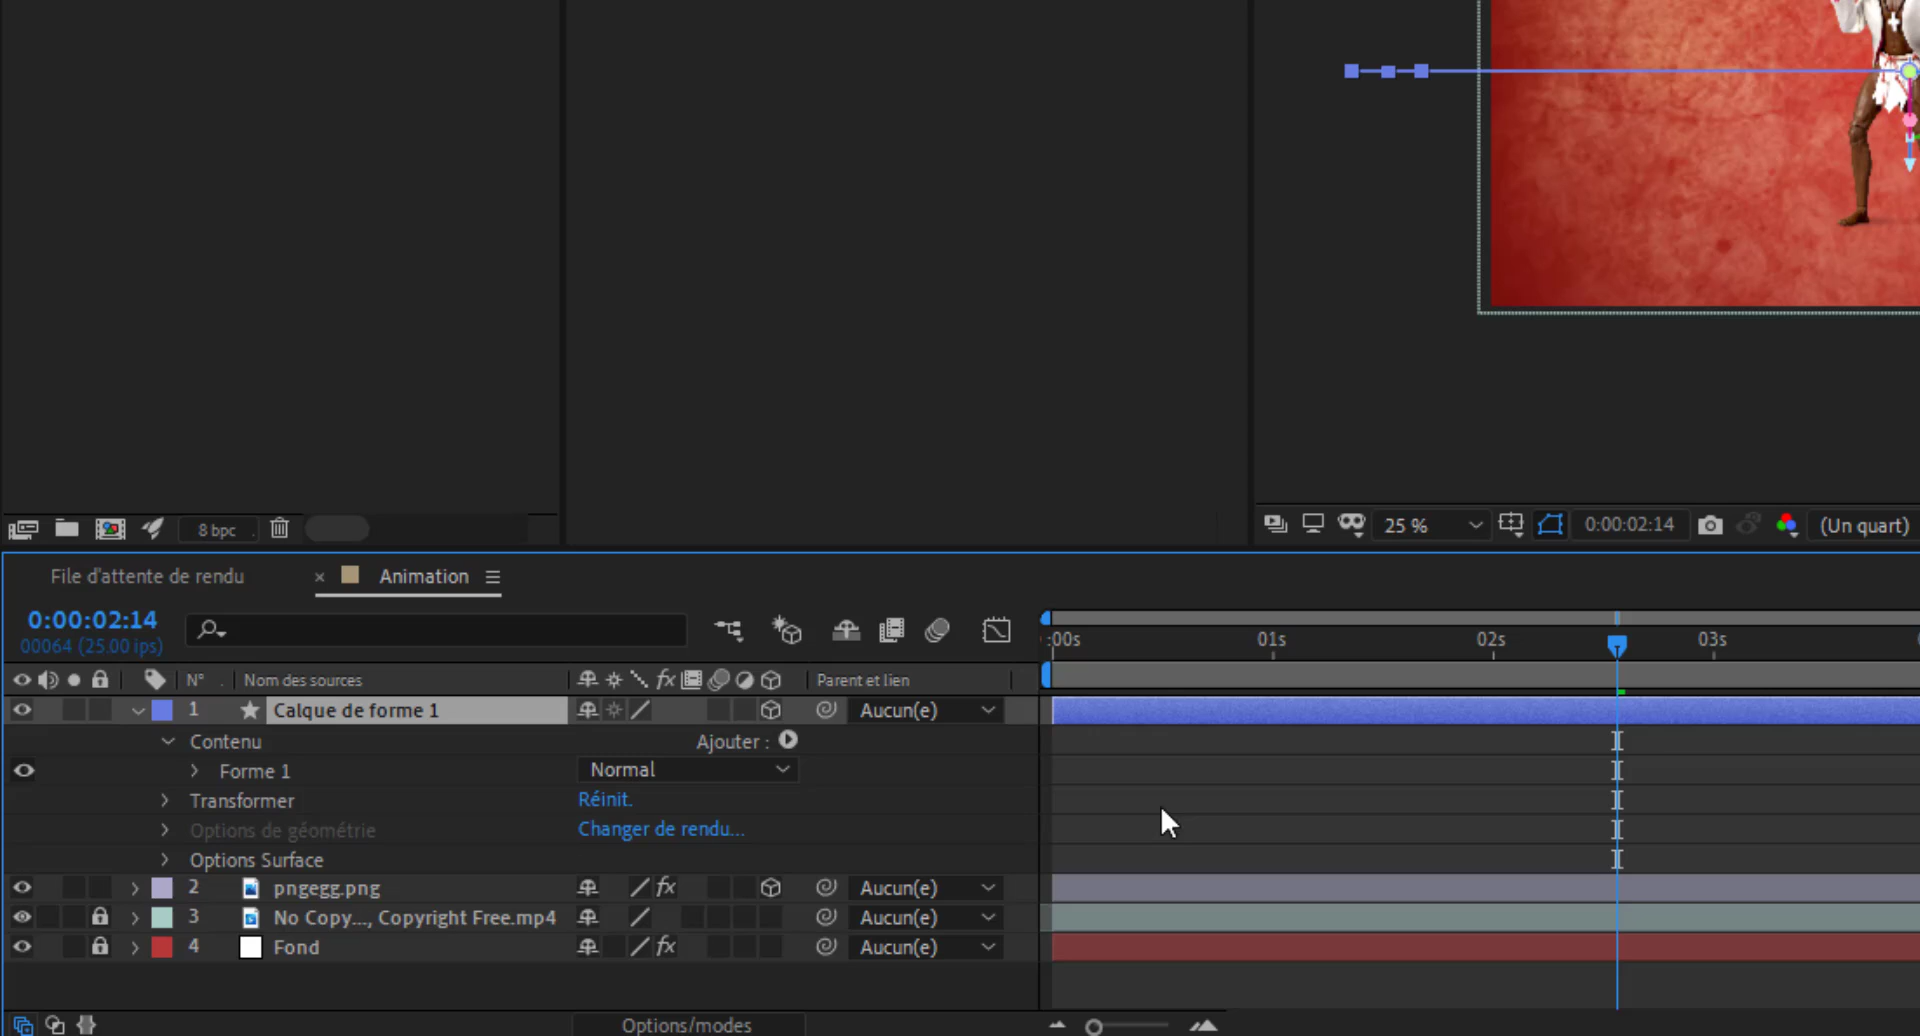 8 bpc
25 %
0:00:02:14
(Un quart)
File d'attente de rendu
Animation
0:00:02:14
00064 (25.00 ips)
:00s
01s
02s
03s
N°
Nom des sources
fx
Parent et lien
1
Calque de forme 1
Aucun(e)
Contenu
Ajouter :
Forme 1
Normal
Transformer
Réinit.
Options de géométrie
Changer de rendu...
Options Surface
2
pngegg.png
fx
Aucun(e)
3
No Copy..., Copyright Free.mp4
Aucun(e)
4
Fond
fx
Aucun(e)
Options/modes